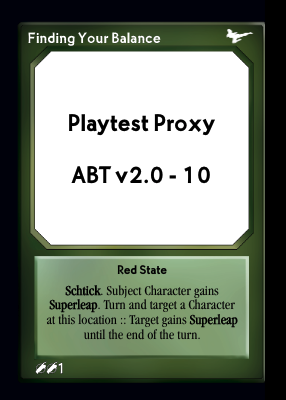 Finding Your Balance
Playtest Proxy
ABT v2.0 - 10
Red State
Schtick. Subject Character gains
Superleap. Turn and target a Character
at this location :: Target gains Superleap
until the end of the turn.
1